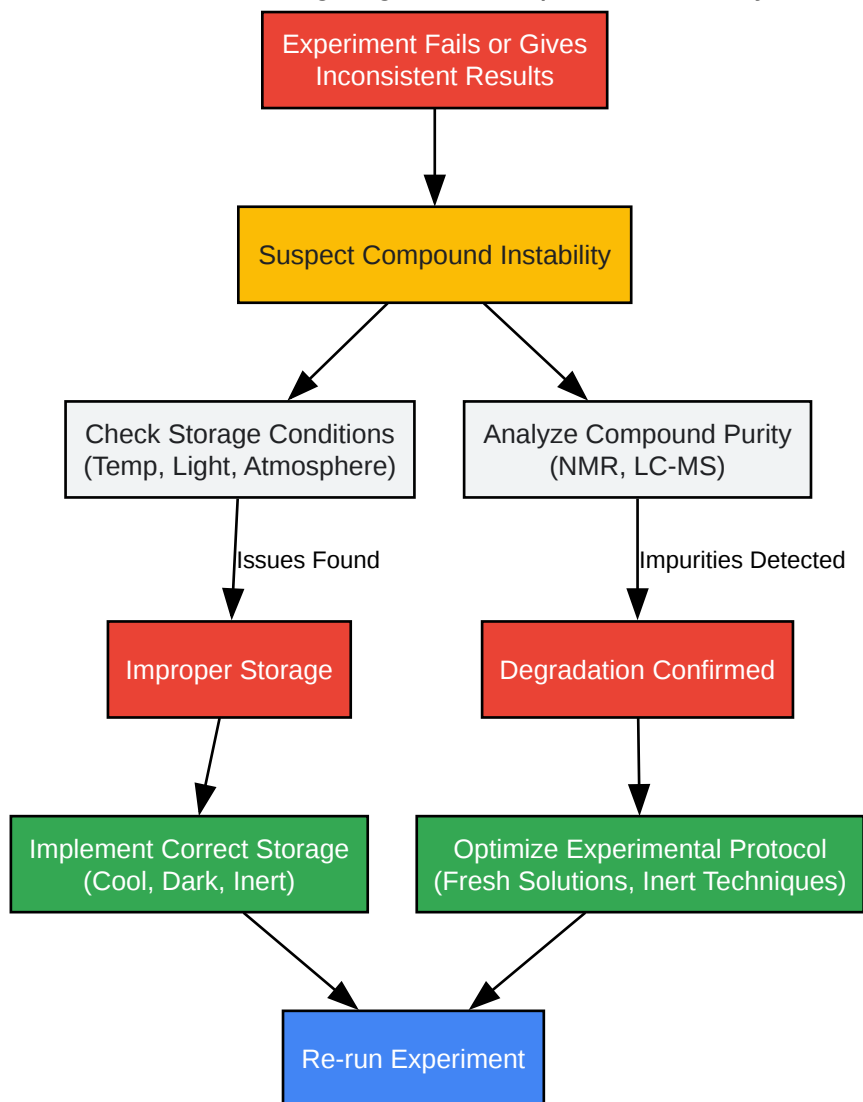 Experiment Fails or Gives
Inconsistent Results
Suspect Compound Instability
Check Storage Conditions
(Temp, Light, Atmosphere)
Analyze Compound Purity
(NMR, LC-MS)
Issues Found
Impurities Detected
Improper Storage
Degradation Confirmed
Implement Correct Storage
(Cool, Dark, Inert)
Optimize Experimental Protocol
(Fresh Solutions, Inert Techniques)
Re-run Experiment